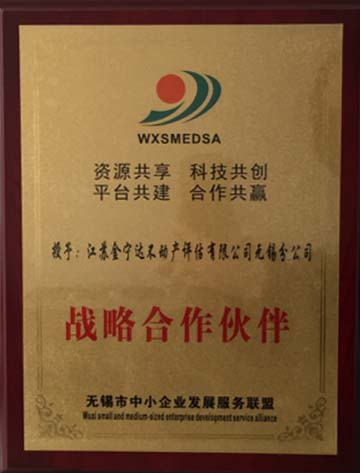 WXSMEDSA
资源共享 科技共创
平台共建 合作共赢
授予：江苏金宁达不动产评估有限公司无锡分公司
战略合作伙伴
无锡市中小企业发展服务联盟
Wuxi small and medium-sized enterprise development service alliance